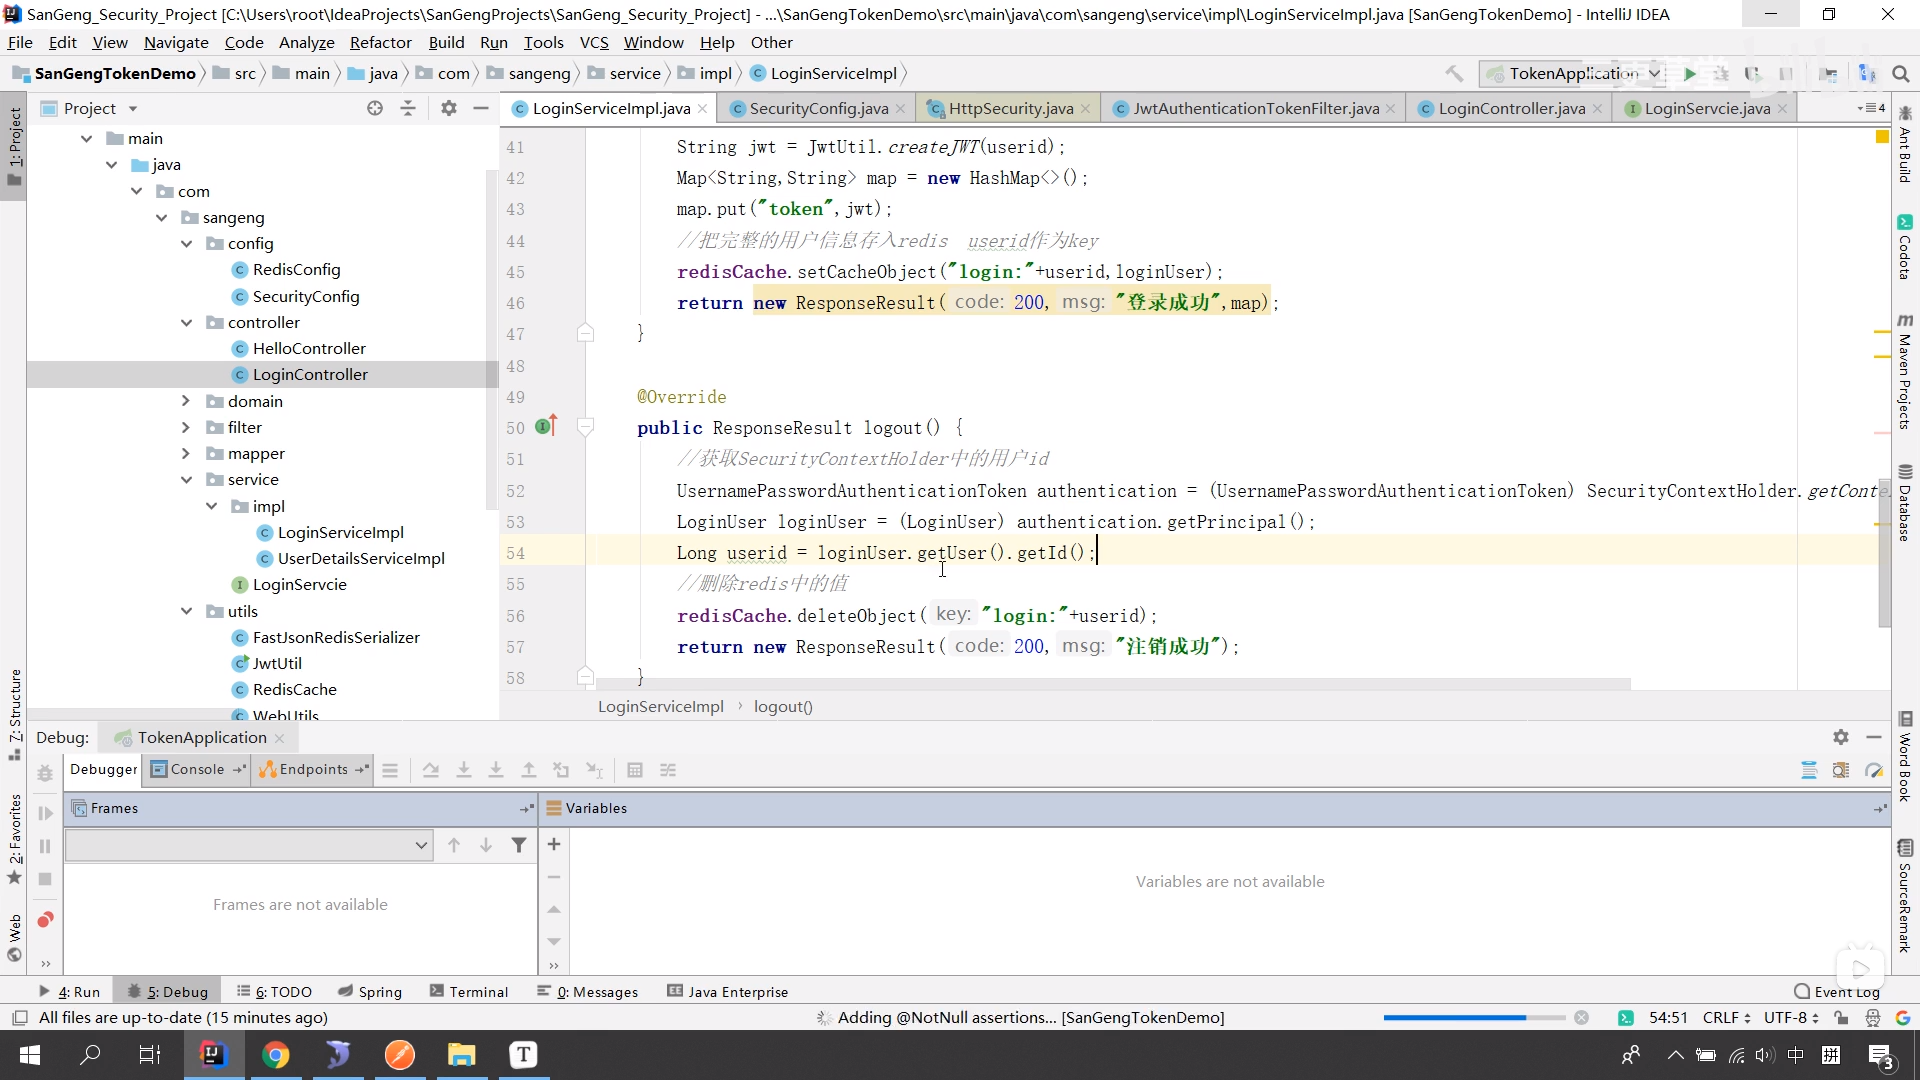 SanGeng_Security_Project [C:\Users\root\IdeaProjects\SanGengProjects\SanGeng_Security_Project] - ...\SanGengTokenDemo\src\main\java\com\sangeng\service\impl\LoginServiceImpl.java [SanGengTokenDemo] - IntelliJ IDEA
File Edit View Navigate Code Analyze Refactor Build Run Tools VCS Window Help Other
SanGengTokenDemo src main java com sangeng service impl LoginServiceImpl TokenApplication
Project LoginServiceImpl.java SecurityConfig.java HttpSecurity.java JwtAuthenticationTokenFilter.java LoginController.java LoginServcie.java 4
1: Project
Z: Structure
2: Favorites
Web
main
java
com
sangeng
config
RedisConfig
SecurityConfig
controller
HelloController
LoginController
domain
filter
mapper
service
impl
LoginServiceImpl
UserDetailsServiceImpl
LoginServcie
utils
FastJsonRedisSerializer
JwtUtil
RedisCache
WebUtils
41 String jwt = JwtUtil.createJWT(userid);
42 Map<String,String> map = new HashMap<>();
43 map.put("token",jwt);
44 //把完整的用户信息存入redis userid作为key
45 redisCache.setCacheObject("login:"+userid,loginUser);
46 return new ResponseResult( code: 200, msg: "登录成功",map);
47 }
48
49 @Override
50 public ResponseResult logout() {
51 //获取SecurityContextHolder中的用户id
52 UsernamePasswordAuthenticationToken authentication = (UsernamePasswordAuthenticationToken) SecurityContextHolder.getConte
53 LoginUser loginUser = (LoginUser) authentication.getPrincipal();
54 Long userid = loginUser.getUser().getId();
55 //删除redis中的值
56 redisCache.deleteObject( key: "login:"+userid);
57 return new ResponseResult( code: 200, msg: "注销成功");
58 }
LoginServiceImpl › logout()
Ant Build
Codota
Maven Projects
Database
Word Book
SourceRemark
Debug: TokenApplication
Debugger Console Endpoints
Frames Variables
Frames are not available
Variables are not available
4: Run 5: Debug 6: TODO Spring Terminal 0: Messages Java Enterprise Event Log
All files are up-to-date (15 minutes ago) Adding @NotNull assertions... [SanGengTokenDemo] 54:51 CRLF UTF-8
中 拼 3